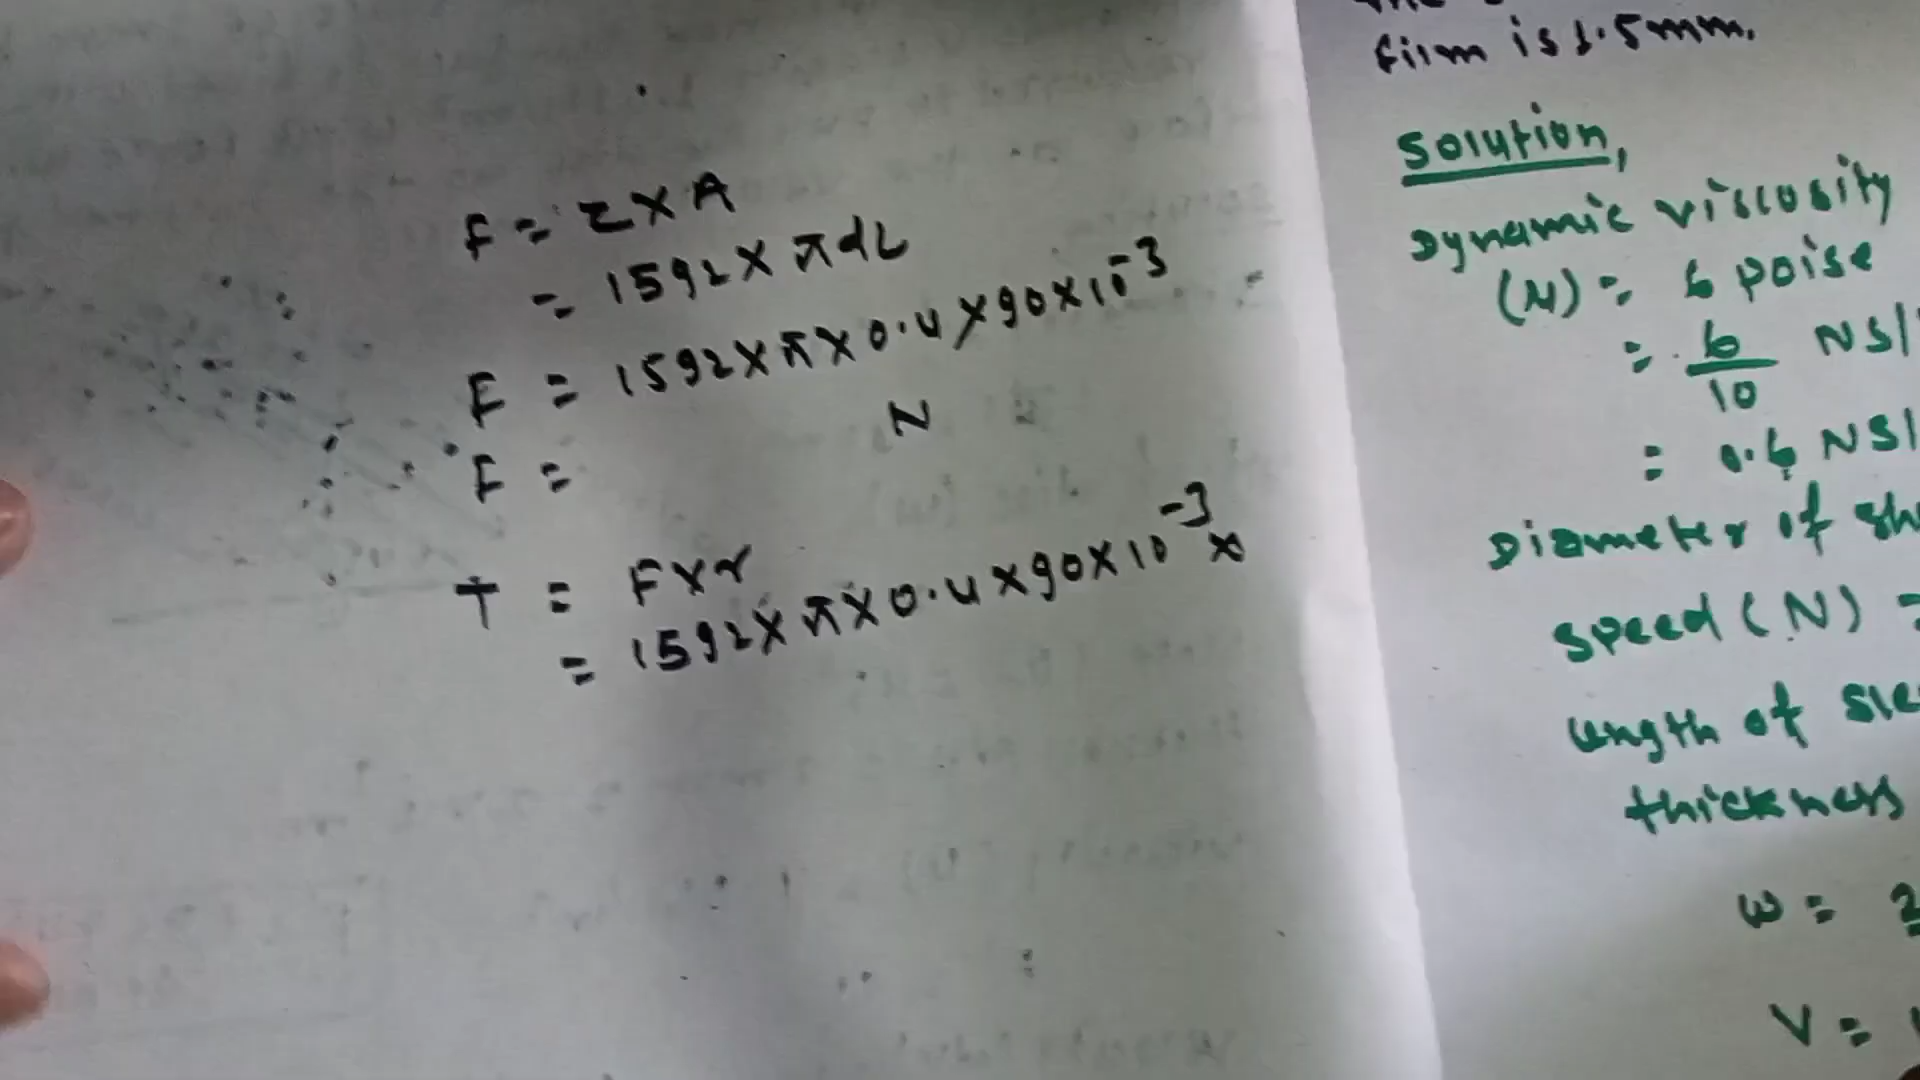 F = τ × A
= 1592 × π d L
F = 1592 × π × 0.4 × 90 × 10⁻³
N
F =
T = F × r
= 1592 × π × 0.4 × 90 × 10⁻³ ×
film is 1.5mm.
Solution,
Dynamic viscosity
(μ) = 6 poise
= 6/10 NS/
= 0.6 NS/
Diameter of
speed (N) =
length of
thickness
ω = 2
V =